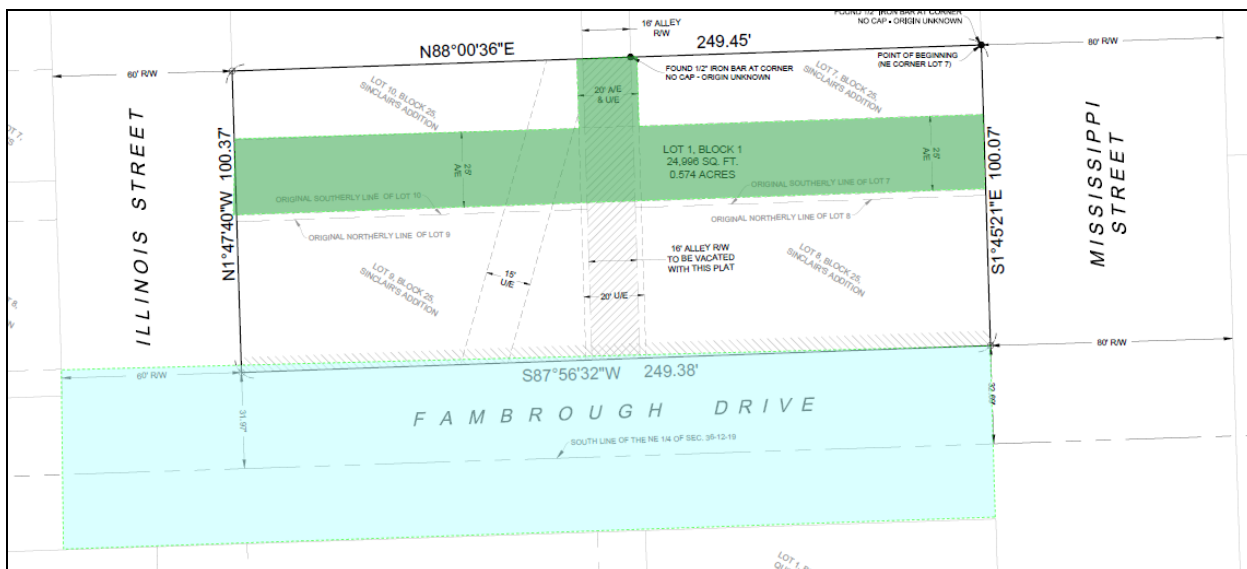 FOUND 1/2" IRON BAR AT CORNER
NO CAP - ORIGIN UNKNOWN
16' ALLEY
R/W
N88°00'36"E
249.45'
80' R/W
60' R/W
POINT OF BEGINNING
(NE CORNER LOT 7)
FOUND 1/2" IRON BAR AT CORNER
NO CAP - ORIGIN UNKNOWN
LOT 10, BLOCK 25,
SINCLAIR'S ADDITION
LOT 7, BLOCK 25,
SINCLAIR'S ADDITION
20' A/E
& U/E
ILLINOIS STREET
N1°47'40"W 100.37'
25'
A/E
LOT 1, BLOCK 1
24,996 SQ. FT.
0.574 ACRES
25'
A/E
S1°45'21"E 100.07'
MISSISSIPPI
STREET
ORIGINAL SOUTHERLY LINE OF LOT 10
ORIGINAL SOUTHERLY LINE OF LOT 7
ORIGINAL NORTHERLY LINE OF LOT 9
ORIGINAL NORTHERLY LINE OF LOT 8
16' ALLEY R/W
TO BE VACATED
WITH THIS PLAT
LOT 9, BLOCK 25,
SINCLAIR'S ADDITION
LOT 8, BLOCK 25,
SINCLAIR'S ADDITION
15'
U/E
20' U/E
60' R/W
80' R/W
S87°56'32"W 249.38'
31.97'
FAMBROUGH DRIVE
SOUTH LINE OF THE NE 1/4 OF SEC. 36-12-19